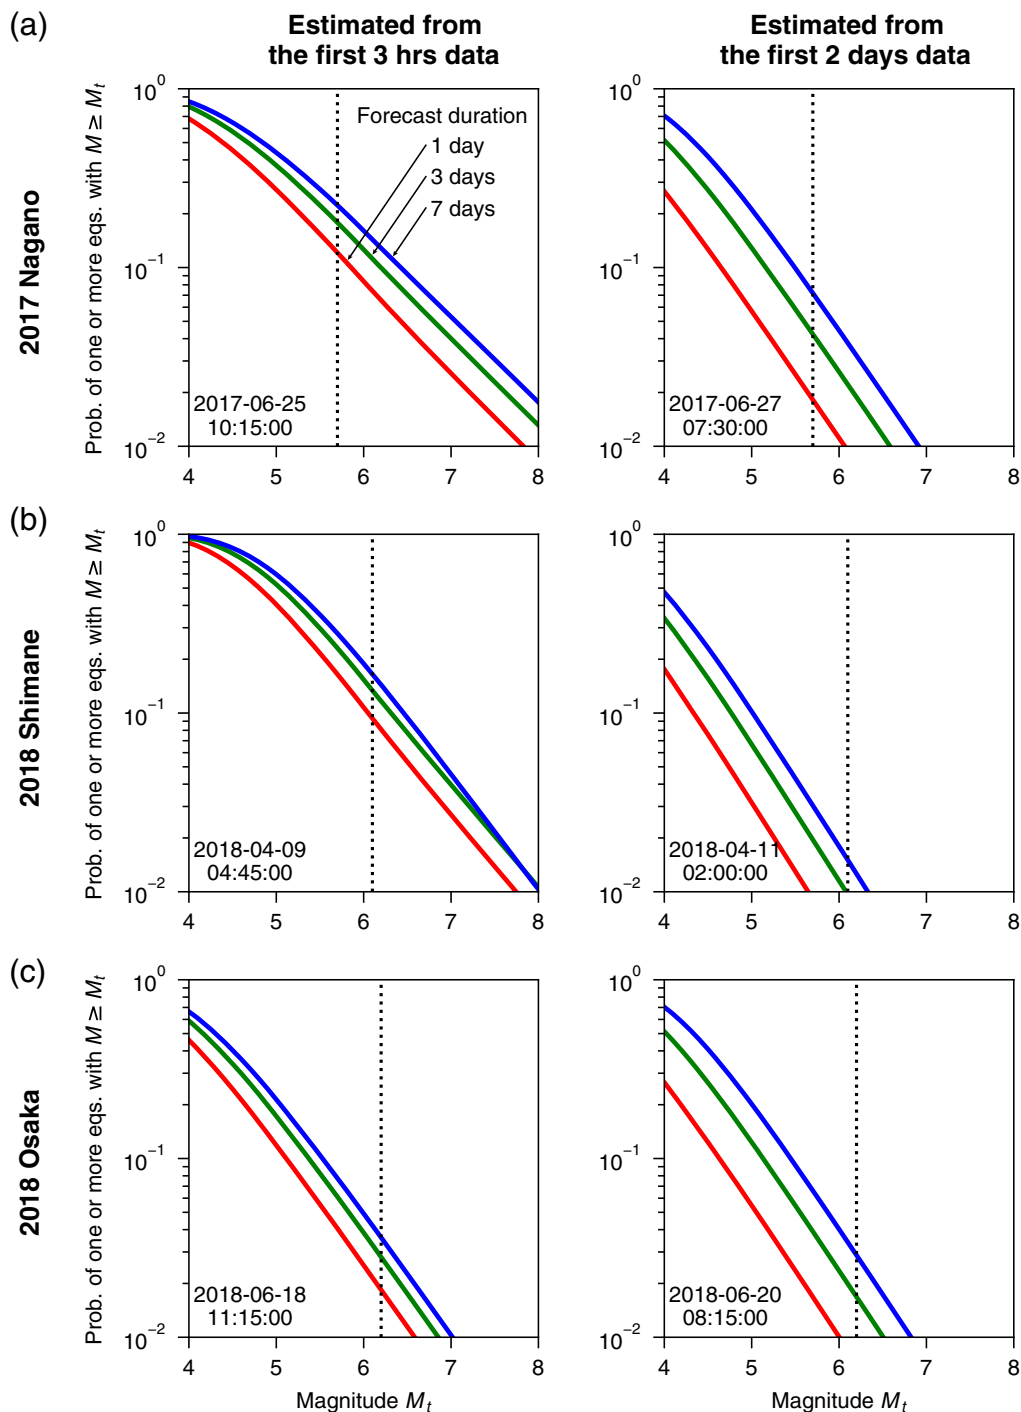 (a)
Estimated from
the first 3 hrs data
Estimated from
the first 2 days data
2017 Nagano
Prob. of one or more eqs. with M ≥ M_t
10^0
10^-1
10^-2
Forecast duration
1 day
3 days
7 days
2017-06-25
10:15:00
4 5 6 7 8
10^0
10^-1
10^-2
2017-06-27
07:30:00
4 5 6 7 8
(b)
2018 Shimane
Prob. of one or more eqs. with M ≥ M_t
10^0
10^-1
10^-2
2018-04-09
04:45:00
4 5 6 7 8
10^0
10^-1
10^-2
2018-04-11
02:00:00
4 5 6 7 8
(c)
2018 Osaka
Prob. of one or more eqs. with M ≥ M_t
10^0
10^-1
10^-2
2018-06-18
11:15:00
4 5 6 7 8
Magnitude M_t
10^0
10^-1
10^-2
2018-06-20
08:15:00
4 5 6 7 8
Magnitude M_t